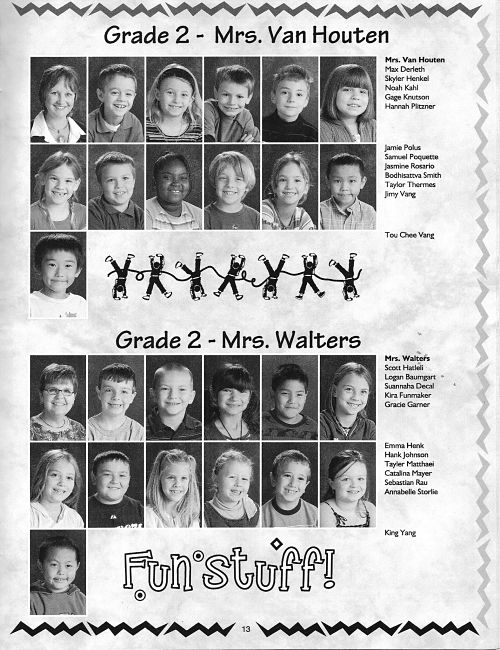 Grade 2 - Mrs. Van Houten
Mrs. Van Houten
Max Derleth
Skyler Henkel
Noah Kahl
Gage Knutson
Hannah Plitzner
Jamie Polus
Samuel Poquette
Jasmine Rosario
Bodhisattva Smith
Taylor Thermes
Jimy Vang
Tou Chee Vang
Grade 2 - Mrs. Walters
Mrs. Walters
Scott Hatleli
Logan Baumgart
Suannaha Decal
Kira Funmaker
Gracie Garner
Emma Henk
Hank Johnson
Tayler Matthaei
Catalina Mayer
Sebastian Rau
Annabelle Storlie
King Yang
Fun stuff!
13